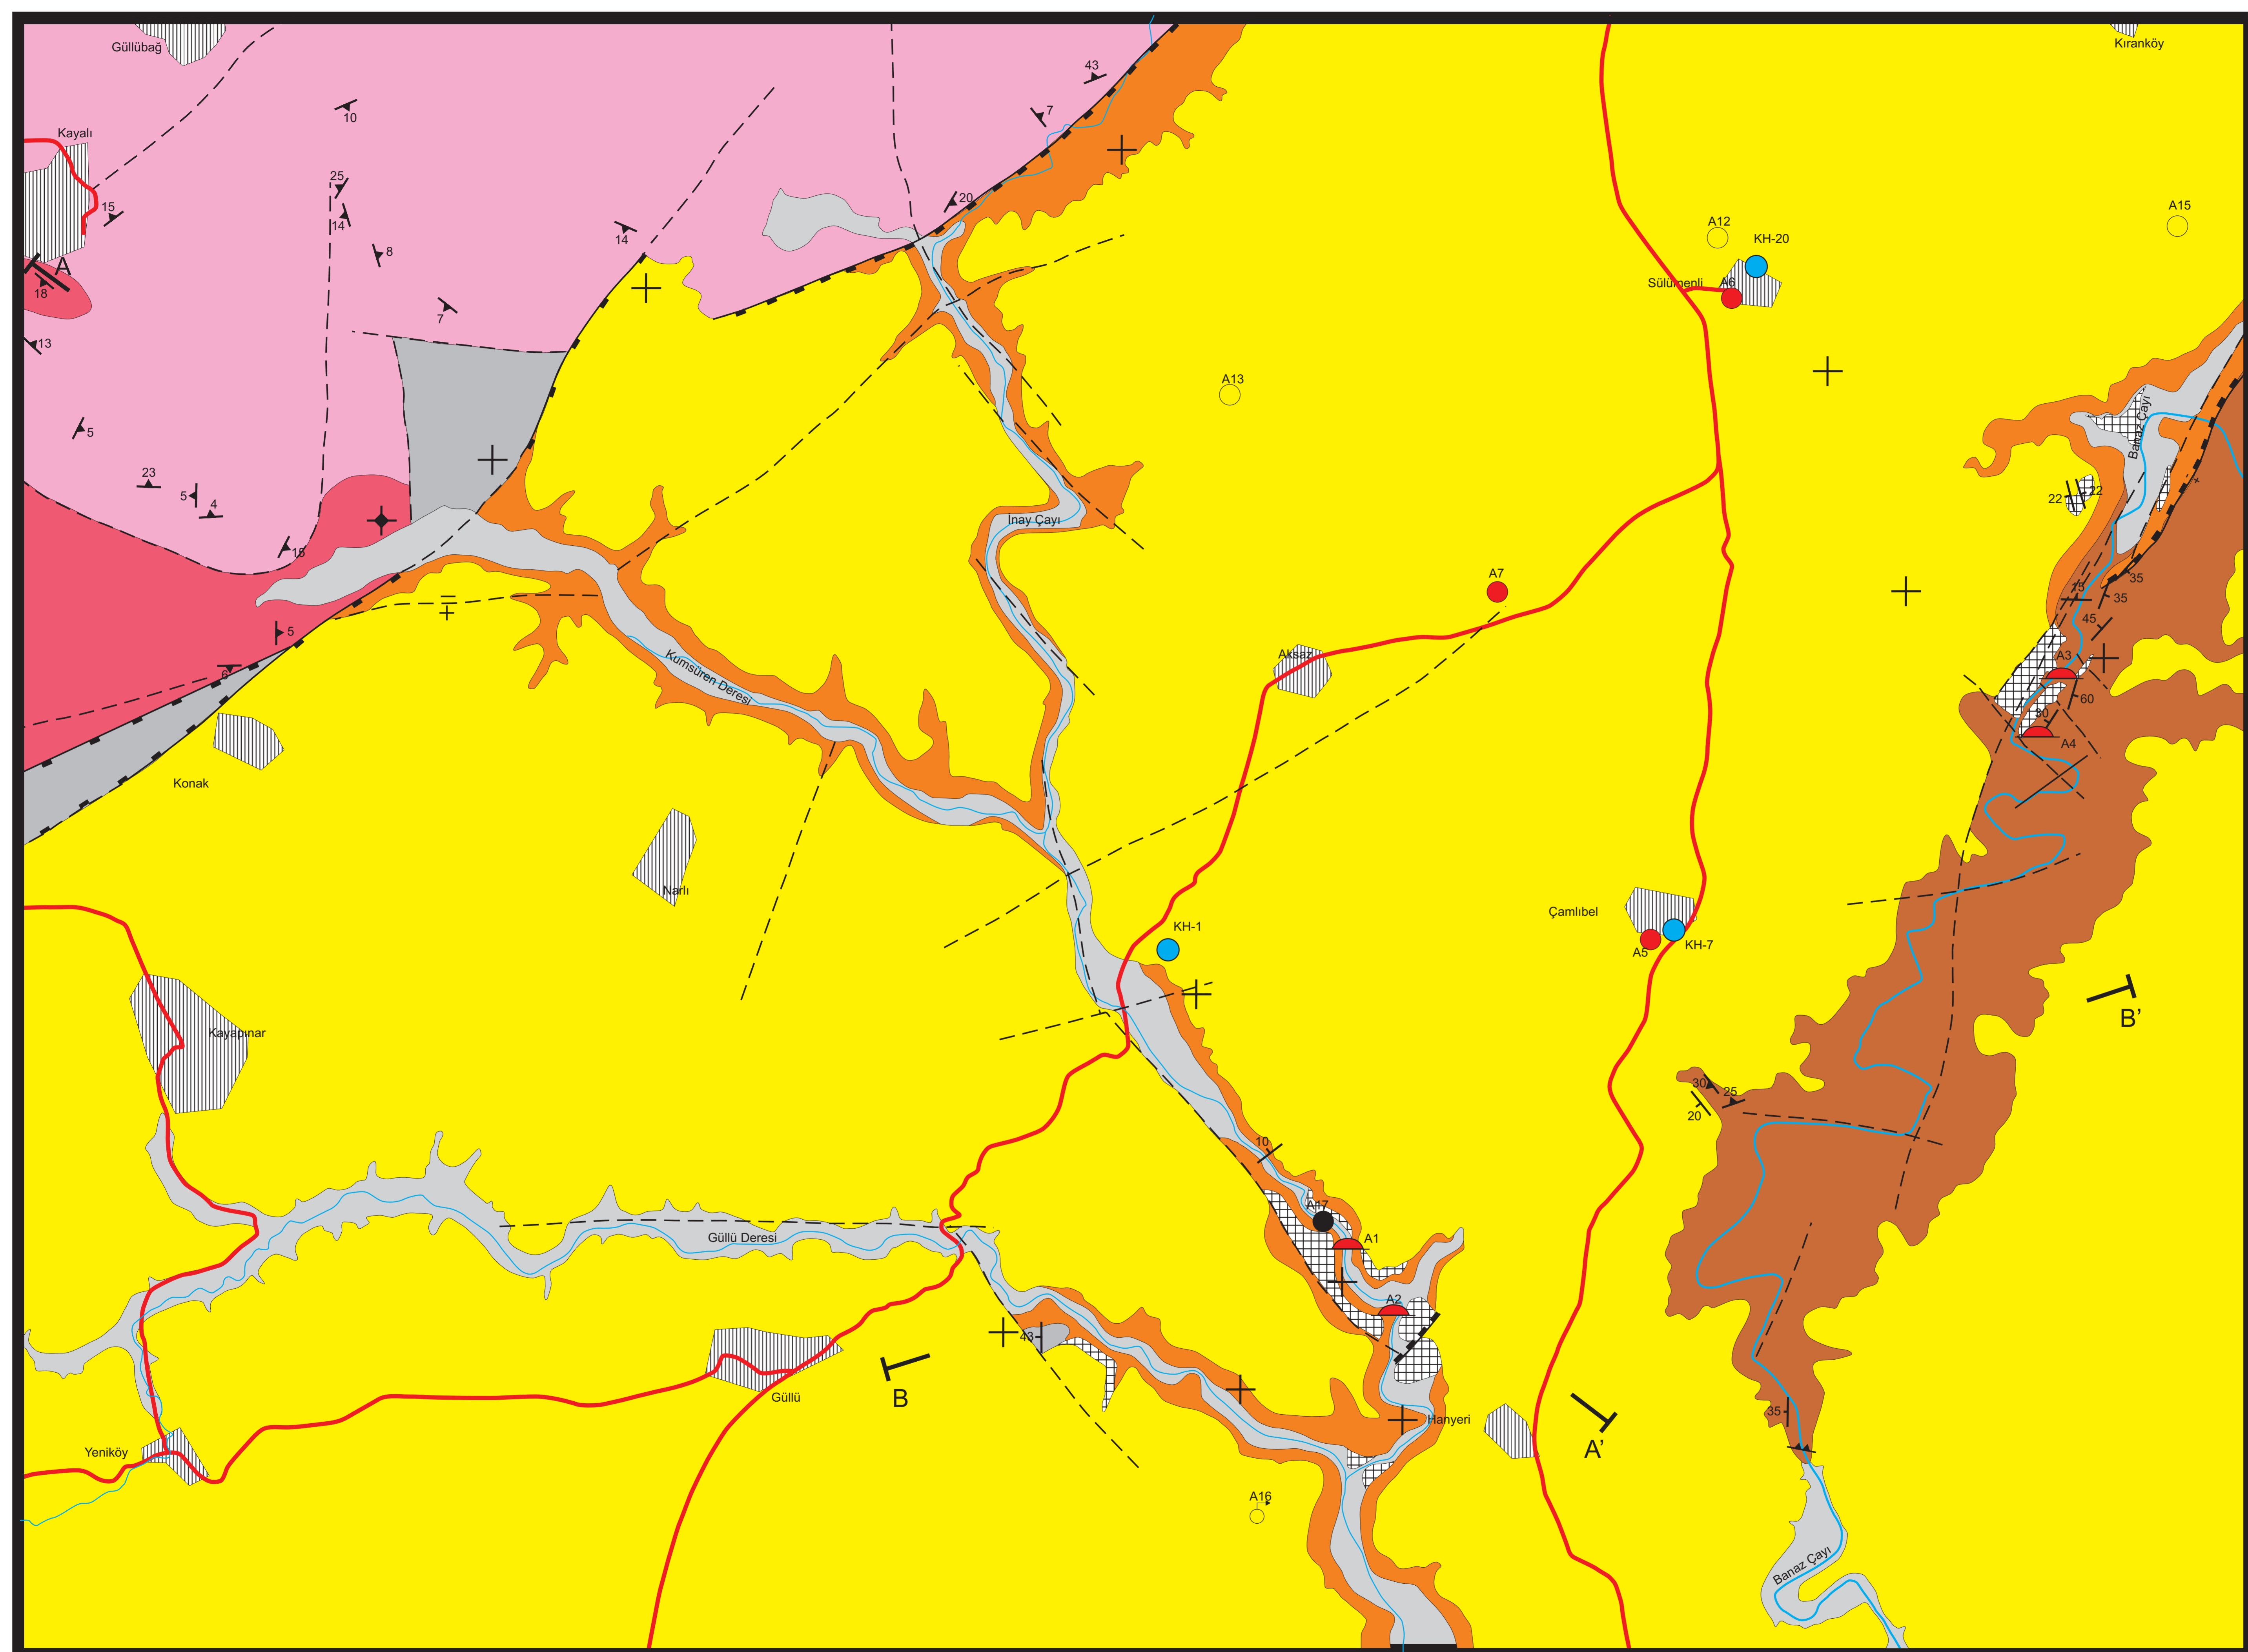 Güllübağ
Kıranköy
43
7
10
Kayalı
25
15
14
8
14
20
A
18
7
13
A12
KH-20
A15
Sülümenli
A6
A13
5
23
5
4
15
İnay Çayı
Banaz Çayı
22
22
A7
35
15
35
45
5
6
Kumsüren Deresi
Aksaz
A3
60
30
A4
Konak
Narlı
KH-1
Çamlıbel
A5
KH-7
B’
Kayapınar
30
25
20
10
A17
A1
Güllü Deresi
A2
43
Güllü
B
Hanyeri
A’
35
Yeniköy
A16
Banaz Çayı